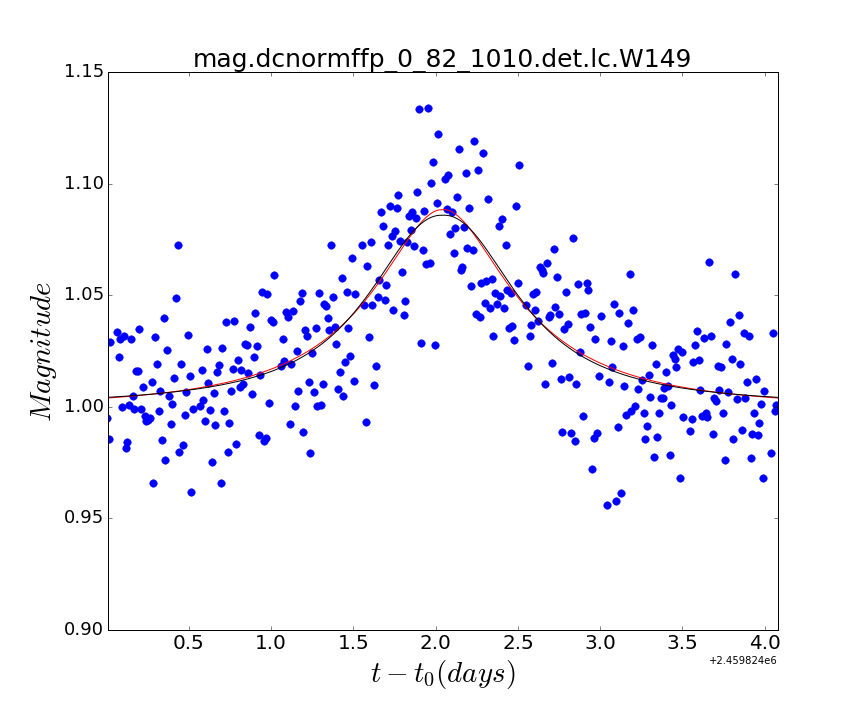 mag.dcnormffp_0_82_1010.det.lc.W149
1.15
1.10
1.05
1.00
0.95
0.90
Magnitude
0.5 1.0 1.5 2.0 2.5 3.0 3.5 4.0
+2.459824e6
t − t₀(days)